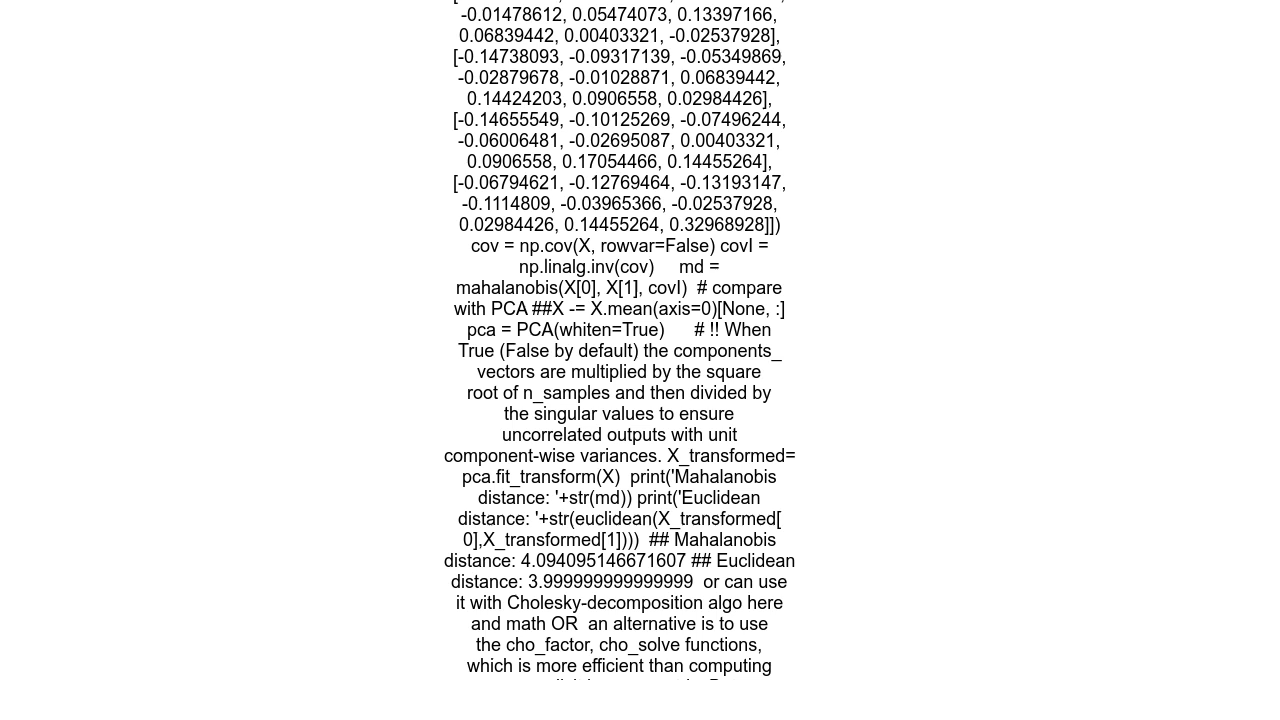 -0.01478612, 0.05474073, 0.13397166,
0.06839442, 0.00403321, -0.02537928],
[-0.14738093, -0.09317139, -0.05349869,
-0.02879678, -0.01028871, 0.06839442,
0.14424203, 0.0906558, 0.02984426],
[-0.14655549, -0.10125269, -0.07496244,
-0.06006481, -0.02695087, 0.00403321,
0.0906558, 0.17054466, 0.14455264],
[-0.06794621, -0.12769464, -0.13193147,
-0.1114809, -0.03965366, -0.02537928,
0.02984426, 0.14455264, 0.32968928]])
cov = np.cov(X, rowvar=False) covI =
np.linalg.inv(cov)     md =
mahalanobis(X[0], X[1], covI)  # compare
with PCA ##X -= X.mean(axis=0)[None, :]
pca = PCA(whiten=True)      # !! When
True (False by default) the components_
vectors are multiplied by the square
root of n_samples and then divided by
the singular values to ensure
uncorrelated outputs with unit
component-wise variances. X_transformed=
pca.fit_transform(X)  print('Mahalanobis
distance: '+str(md)) print('Euclidean
distance: '+str(euclidean(X_transformed[
0],X_transformed[1])))  ## Mahalanobis
distance: 4.094095146671607 ## Euclidean
distance: 3.999999999999999  or can use
it with Cholesky-decomposition algo here
and math OR  an alternative is to use
the cho_factor, cho_solve functions,
which is more efficient than computing